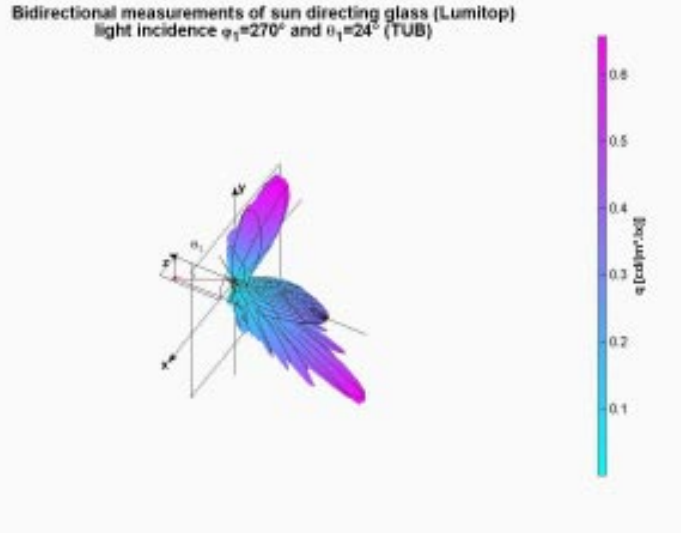 Bidirectional measurements of sun directing glass (Lumitop)
light incidence φ₁=270° and θ₁=24° (TUB)
0.6
0.5
0.4
0.3
0.2
0.1
q [cd/(m².lx)]
y
θ₁
z
x